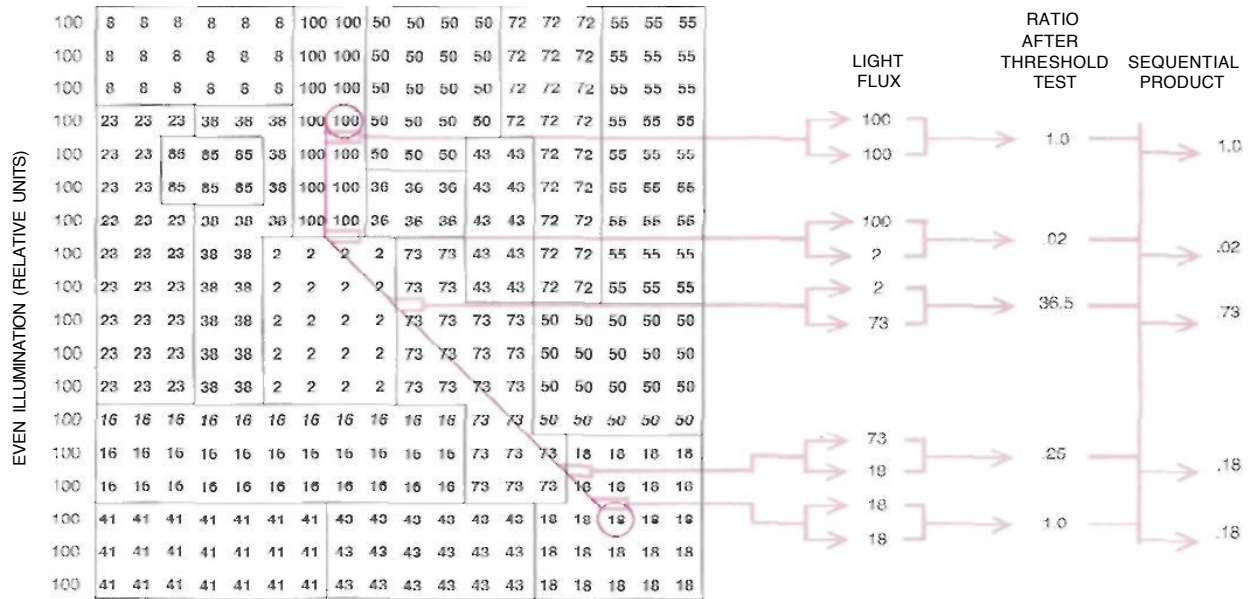 RATIO
AFTER
LIGHT THRESHOLD SEQUENTIAL
FLUX TEST PRODUCT
EVEN ILLUMINATION (RELATIVE UNITS)
100 8 8 8 8 8 8 100 100 50 50 50 50 72 72 72 55 55 55
100 8 8 8 8 8 8 100 100 50 50 50 50 72 72 72 55 55 55
100 8 8 8 8 8 8 100 100 50 50 50 50 72 72 72 55 55 55
100 23 23 23 38 38 38 100 100 50 50 50 50 72 72 72 55 55 55
100 23 23 85 85 85 38 100 100 50 50 50 43 43 72 72 55 55 55
100 23 23 85 85 85 38 100 100 36 36 36 43 43 72 72 55 55 55
100 23 23 23 38 38 38 100 100 36 36 36 43 43 72 72 55 55 55
100 23 23 23 38 38 2 2 2 2 73 73 43 43 72 72 55 55 55
100 23 23 23 38 38 2 2 2 2 73 73 43 43 72 72 55 55 55
100 23 23 23 38 38 2 2 2 2 73 73 73 73 50 50 50 50 50
100 23 23 23 38 38 2 2 2 2 73 73 73 73 50 50 50 50 50
100 23 23 23 38 38 2 2 2 2 73 73 73 73 50 50 50 50 50
100 16 16 16 16 16 16 16 16 16 16 16 73 73 50 50 50 50 50
100 16 16 16 16 16 16 16 16 16 16 16 73 73 73 18 18 18 18
100 16 16 16 16 16 16 16 16 16 16 16 73 73 73 18 18 18 18
100 41 41 41 41 41 41 41 43 43 43 43 43 43 18 18 18 18 18
100 41 41 41 41 41 41 41 43 43 43 43 43 43 18 18 18 18 18
100 41 41 41 41 41 41 41 43 43 43 43 43 43 18 18 18 18 18
100
100
1.0
1.0
100
2
.02
.02
2
73
36.5
.73
73
18
.25
.18
18
18
1.0
.18